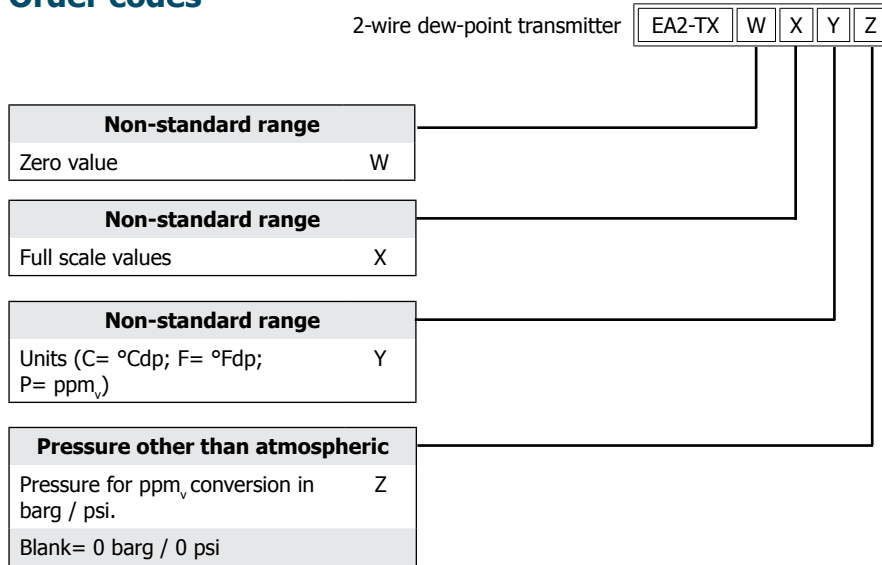 Order codes
2-wire dew-point transmitter EA2-TX W X Y Z
Non-standard range
Zero value W
Non-standard range
Full scale values X
Non-standard range
Units (C= °Cdp; F= °Fdp; Y
P= ppmv)
Pressure other than atmospheric
Pressure for ppmv conversion in Z
barg / psi.
Blank= 0 barg / 0 psi